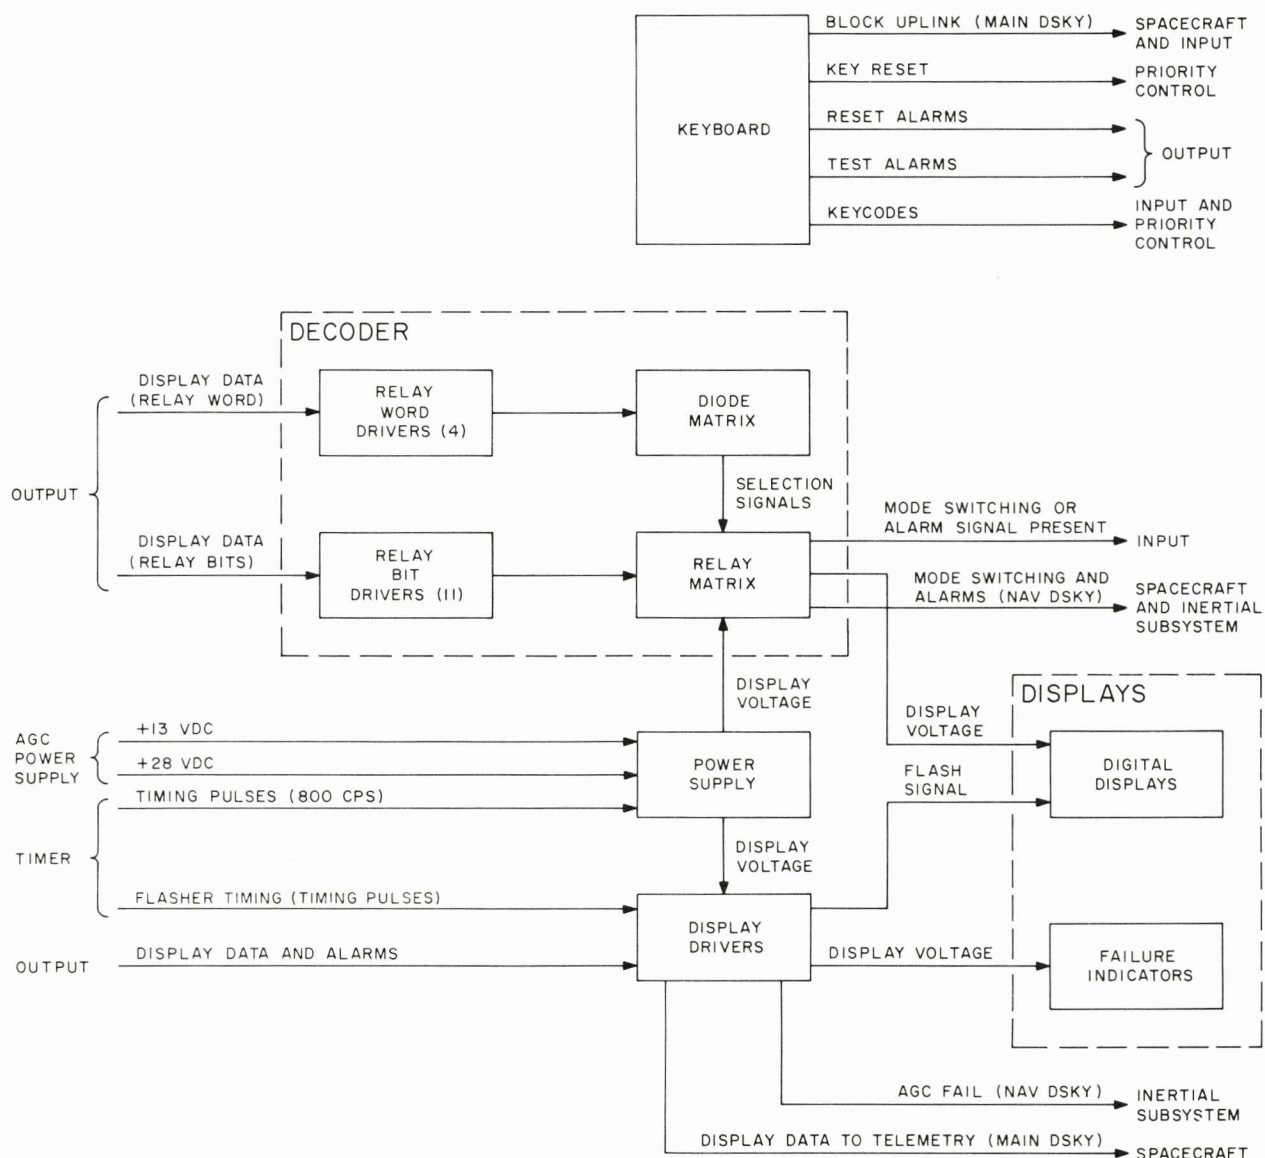 BLOCK UPLINK (MAIN DSKY)
SPACECRAFT
AND INPUT
KEY RESET
PRIORITY
CONTROL
KEYBOARD
RESET ALARMS
TEST ALARMS
OUTPUT
KEYCODES
INPUT AND
PRIORITY
CONTROL
DECODER
OUTPUT
DISPLAY DATA
(RELAY WORD)
RELAY
WORD
DRIVERS (4)
DIODE
MATRIX
SELECTION
SIGNALS
DISPLAY DATA
(RELAY BITS)
RELAY
BIT
DRIVERS (11)
RELAY
MATRIX
MODE SWITCHING OR
ALARM SIGNAL PRESENT
INPUT
MODE SWITCHING AND
ALARMS (NAV DSKY)
SPACECRAFT
AND INERTIAL
SUBSYSTEM
DISPLAY
VOLTAGE
AGC
POWER
SUPPLY
+13 VDC
+28 VDC
TIMER
TIMING PULSES (800 CPS)
FLASHER TIMING (TIMING PULSES)
POWER
SUPPLY
DISPLAY
VOLTAGE
DISPLAYS
DISPLAY
VOLTAGE
FLASH
SIGNAL
DIGITAL
DISPLAYS
OUTPUT
DISPLAY DATA AND ALARMS
DISPLAY
DRIVERS
DISPLAY VOLTAGE
FAILURE
INDICATORS
AGC FAIL (NAV DSKY)
INERTIAL
SUBSYSTEM
DISPLAY DATA TO TELEMETRY (MAIN DSKY)
SPACECRAFT